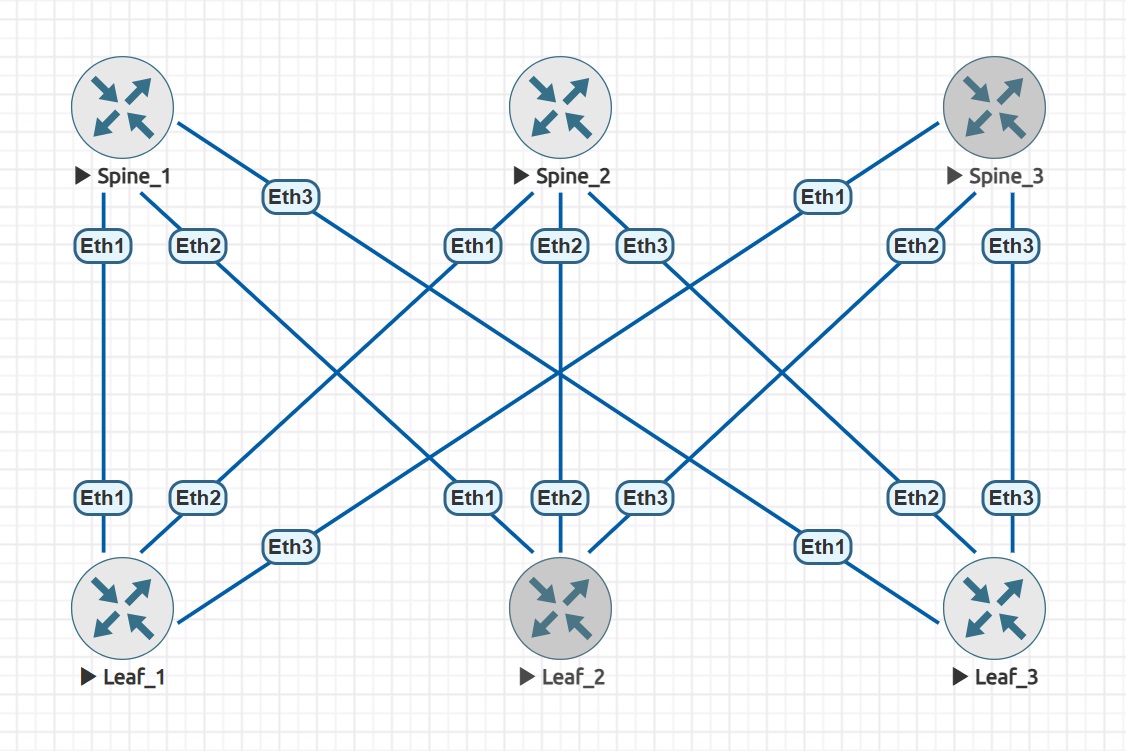 Spine_1
Spine_2
Spine_3
Eth3
Eth1
Eth1
Eth2
Eth1
Eth2
Eth3
Eth2
Eth3
Eth1
Eth2
Eth1
Eth2
Eth3
Eth2
Eth3
Eth3
Eth1
Leaf_1
Leaf_2
Leaf_3